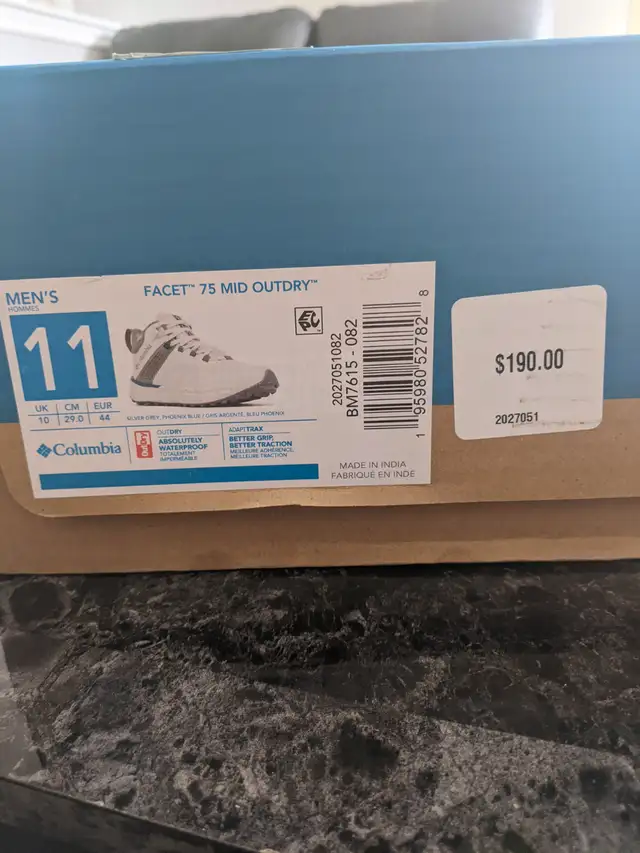 MEN'S
HOMMES
11
UK CM EUR
10 29.0 44
FACET™ 75 MID OUTDRY™
SILVER GREY, PHOENIX BLUE / GRIS ARGENTÉ, BLEU PHOENIX
Columbia
OutDry
OUTDRY
ABSOLUTELY
WATERPROOF
TOTALEMENT
IMPERMÉABLE
ADAPTTRAX
BETTER GRIP,
BETTER TRACTION
MEILLEURE ADHÉRENCE,
MEILLEURE TRACTION
2027051082
BM7615 - 082
1 95980 52782 8
MADE IN INDIA
FABRIQUÉ EN INDE
$190.00
2027051